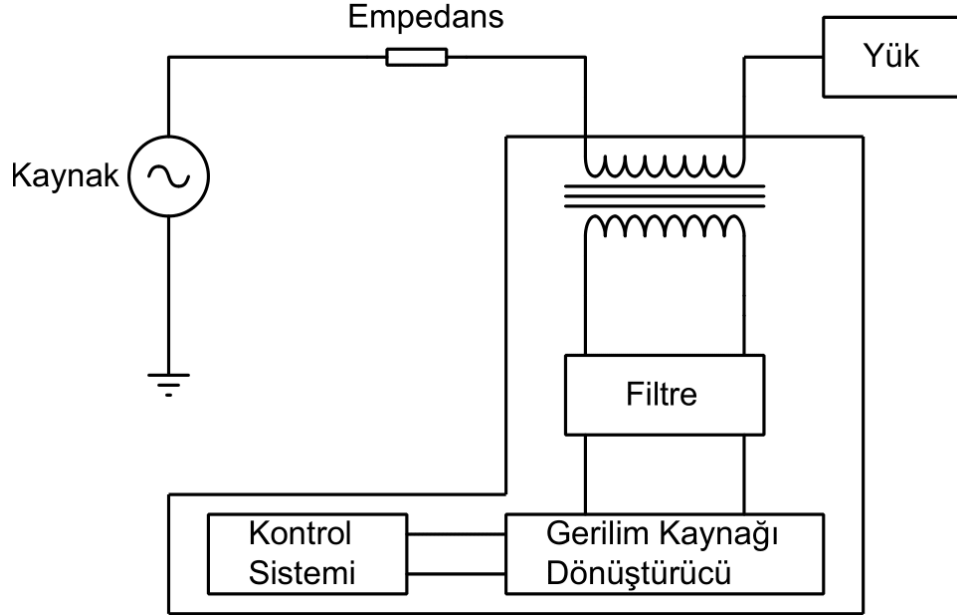 Empedans
Yük
Kaynak
Filtre
Kontrol
Sistemi
Gerilim Kaynağı
Dönüştürücü